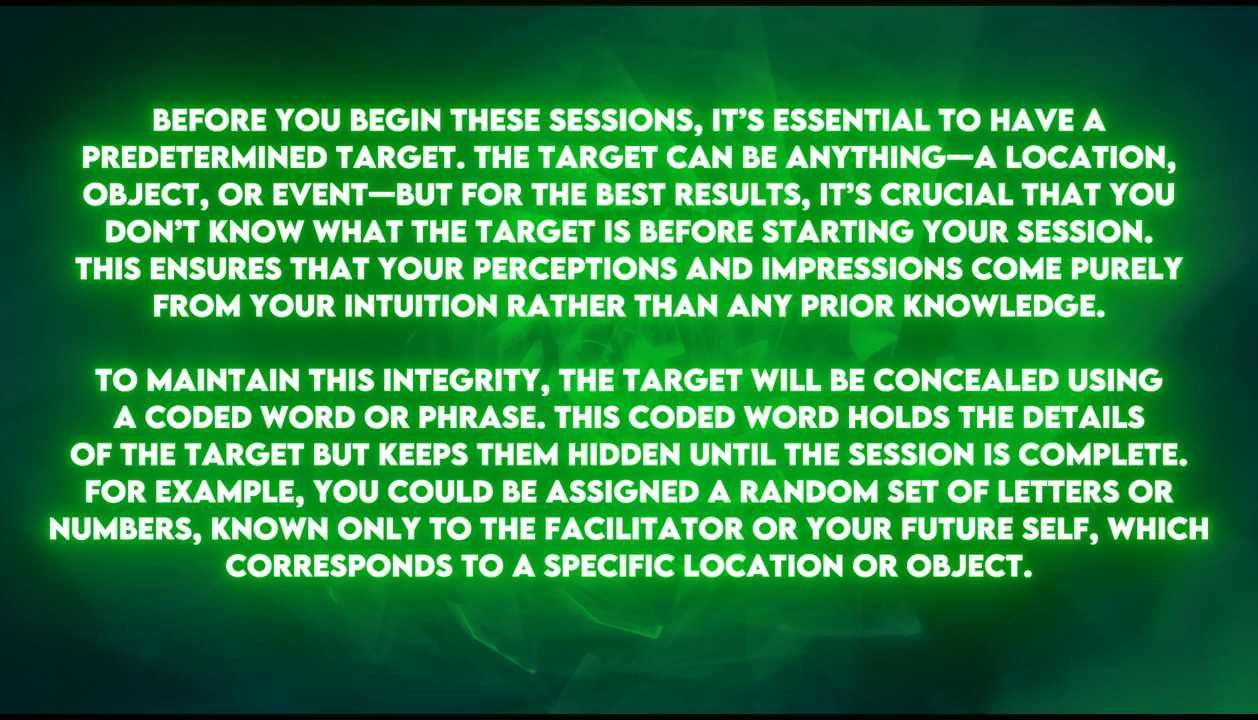 BEFORE YOU BEGIN THESE SESSIONS, IT'S ESSENTIAL TO HAVE A
PREDETERMINED TARGET. THE TARGET CAN BE ANYTHING—A LOCATION,
OBJECT, OR EVENT—BUT FOR THE BEST RESULTS, IT'S CRUCIAL THAT YOU
DON'T KNOW WHAT THE TARGET IS BEFORE STARTING YOUR SESSION.
THIS ENSURES THAT YOUR PERCEPTIONS AND IMPRESSIONS COME PURELY
FROM YOUR INTUITION RATHER THAN ANY PRIOR KNOWLEDGE.
TO MAINTAIN THIS INTEGRITY, THE TARGET WILL BE CONCEALED USING
A CODED WORD OR PHRASE. THIS CODED WORD HOLDS THE DETAILS
OF THE TARGET BUT KEEPS THEM HIDDEN UNTIL THE SESSION IS COMPLETE.
FOR EXAMPLE, YOU COULD BE ASSIGNED A RANDOM SET OF LETTERS OR
NUMBERS, KNOWN ONLY TO THE FACILITATOR OR YOUR FUTURE SELF, WHICH
CORRESPONDS TO A SPECIFIC LOCATION OR OBJECT.